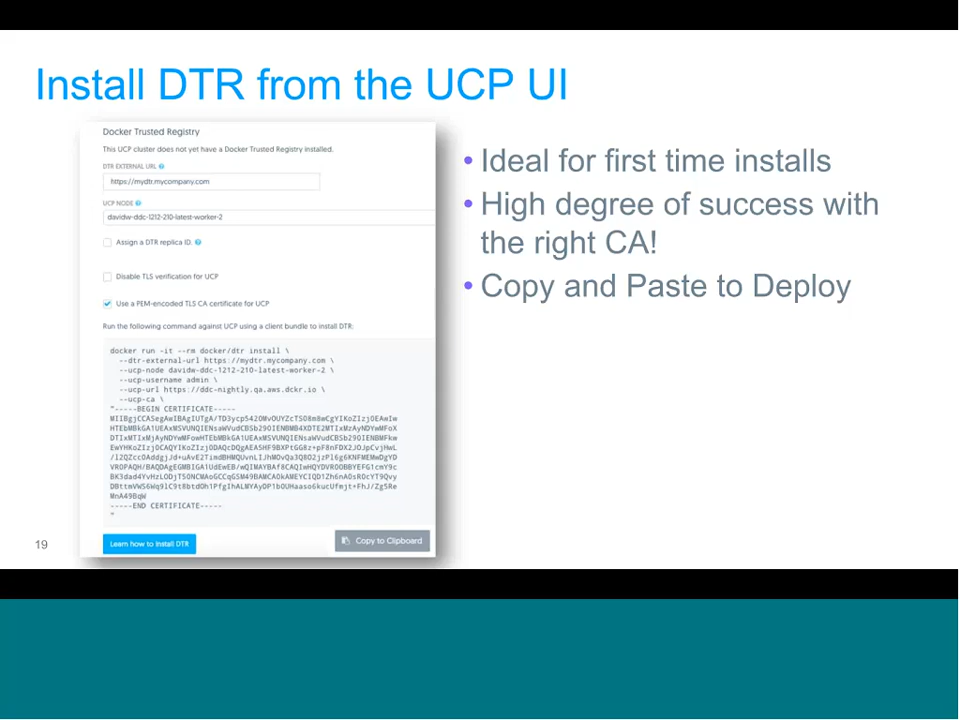 Install DTR from the UCP UI
Docker Trusted Registry
This UCP cluster does not yet have a Docker Trusted Registry installed.
DTR EXTERNAL URL
https://mydtr.mycompany.com
UCP NODE
davidw-ddc-1212-210-latest-worker-2
Assign a DTR replica ID.
Disable TLS verification for UCP
Use a PEM-encoded TLS CA certificate for UCP
Run the following command against UCP using a client bundle to install DTR:
docker run -it --rm docker/dtr install \
--dtr-external-url https://mydtr.mycompany.com \
--ucp-node davidw-ddc-1212-210-latest-worker-2 \
--ucp-username admin \
--ucp-url https://ddc-nightly.qa.aws.dckr.io \
--ucp-ca \
"-----BEGIN CERTIFICATE-----
MnA49BqW
-----END CERTIFICATE-----
"
Learn how to install DTR
Copy to Clipboard
• Ideal for first time installs
• High degree of success with
the right CA!
• Copy and Paste to Deploy
19